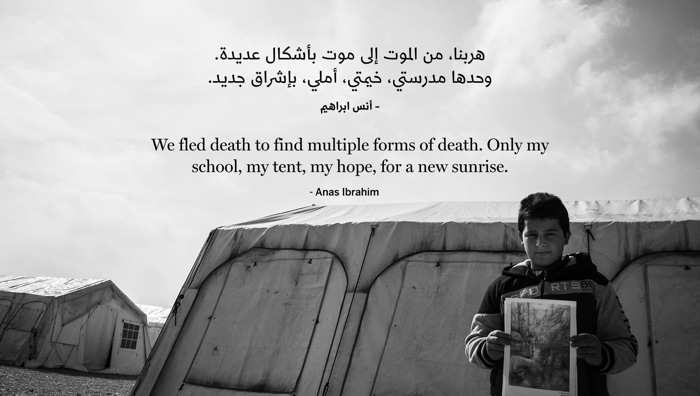 هربنا، من الموت إلى موت بأشكال عديدة.
وحدها مدرستي، خيمتي، أملي، بإشراق جديد.
- أنس ابراهيم
We fled death to find multiple forms of death. Only my
school, my tent, my hope, for a new sunrise.
- Anas Ibrahim